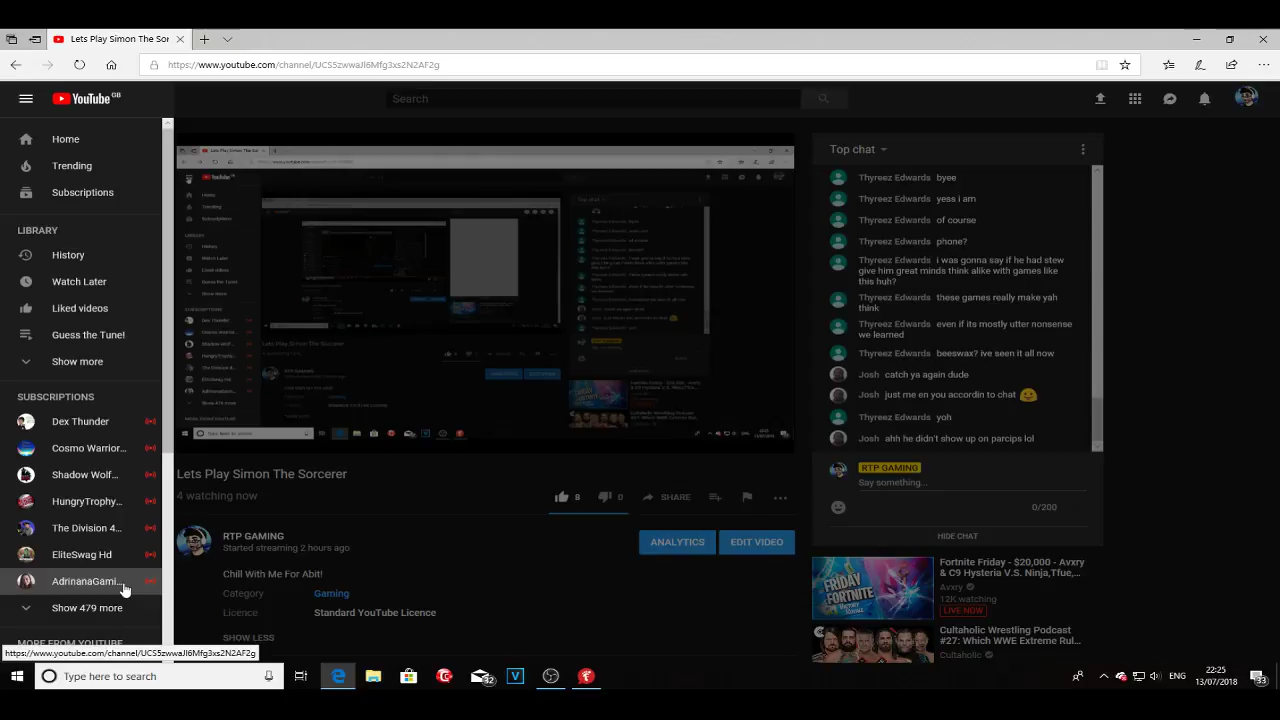 Lets Play Simon The Sor
https://www.youtube.com/channel/UCS5zwwaJl6Mfg3xs2N2AF2g
YouTube GB
Search
Home
Trending
Subscriptions
LIBRARY
History
Watch Later
Liked videos
Guess the Tune!
Show more
SUBSCRIPTIONS
Dex Thunder
Cosmo Warrior...
Shadow Wolf...
HungryTrophy...
The Division 4...
EliteSwag Hd
AdrinanaGami...
Show 479 more
MORE FROM YOUTUBE
https://www.youtube.com/channel/UCS5zwwaJl6Mfg3xs2N2AF2g
Lets Play Simon The Sorcerer
4 watching now
8
0
SHARE
RTP GAMING
Started streaming 2 hours ago
ANALYTICS
EDIT VIDEO
Chill With Me For Abit!
Category
Gaming
Licence
Standard YouTube Licence
SHOW LESS
Top chat
Thyreez Edwards byee
Thyreez Edwards yess i am
Thyreez Edwards of course
Thyreez Edwards phone?
Thyreez Edwards i was gonna say if he had stew
give him great minds think alike with games like
this huh?
Thyreez Edwards these games really make yah
think
Thyreez Edwards even if its mostly utter nonsense
we learned
Thyreez Edwards beeswax? ive seen it all now
Josh catch ya again dude
Josh just me en you accordin to chat
Thyreez Edwards yoh
Josh ahh he didn't show up on parcips lol
RTP GAMING
Say something...
0/200
HIDE CHAT
FRIDAY
FORTNITE
Fortnite Friday - $20,000 - Avxry
& C9 Hysteria V.S. Ninja,Tfue,...
Avxry
12K watching
LIVE NOW
Cultaholic Wrestling Podcast
#27: Which WWE Extreme Rul...
Cultaholic
Type here to search
ENG
22:25
13/07/2018
33